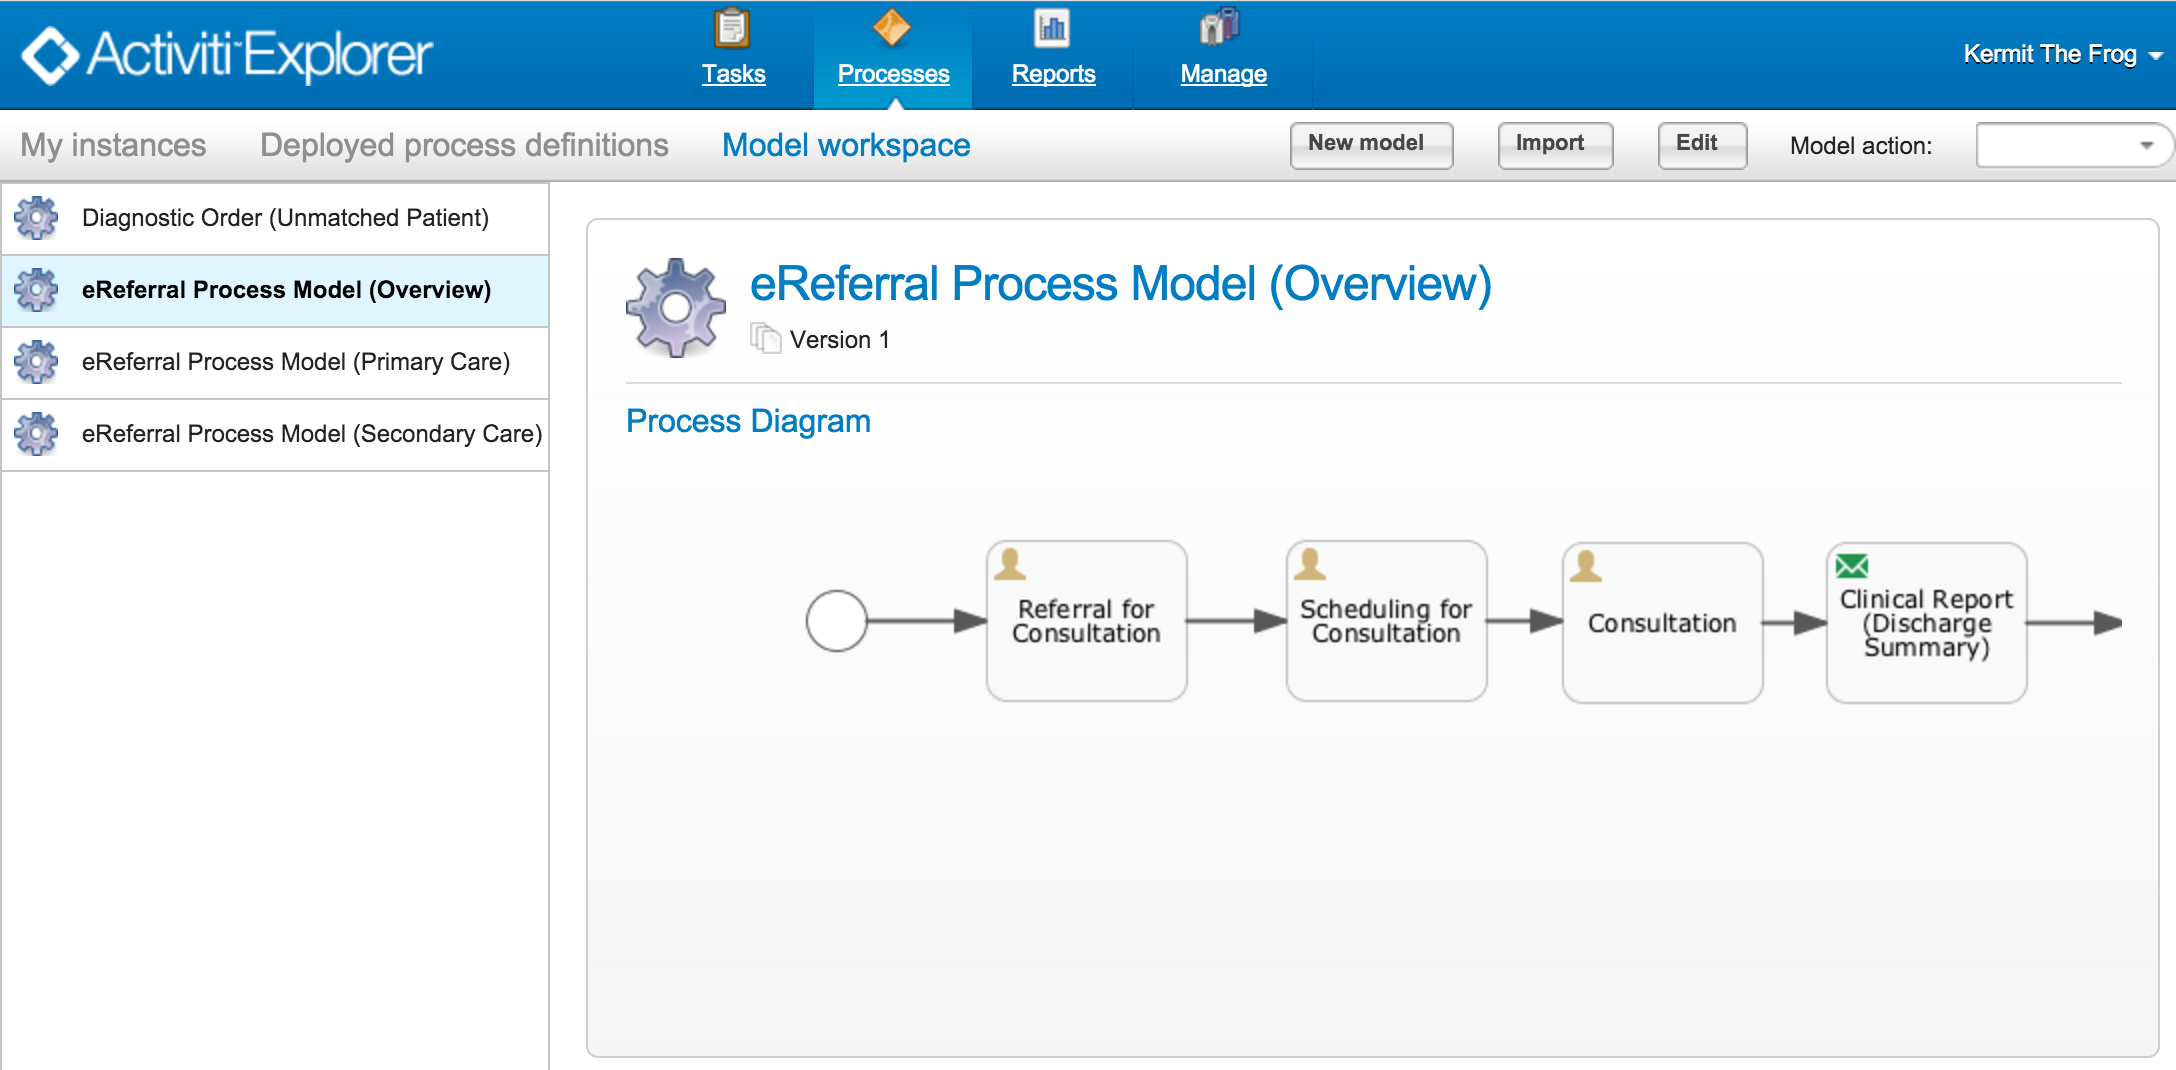 Activiti™ Explorer
Tasks
Processes
Reports
Manage
Kermit The Frog
My instances
Deployed process definitions
Model workspace
New model
Import
Edit
Model action:
Diagnostic Order (Unmatched Patient)
eReferral Process Model (Overview)
eReferral Process Model (Primary Care)
eReferral Process Model (Secondary Care)
eReferral Process Model (Overview)
Version 1
Process Diagram
Referral for
Consultation
Scheduling for
Consultation
Consultation
Clinical Report
(Discharge
Summary)